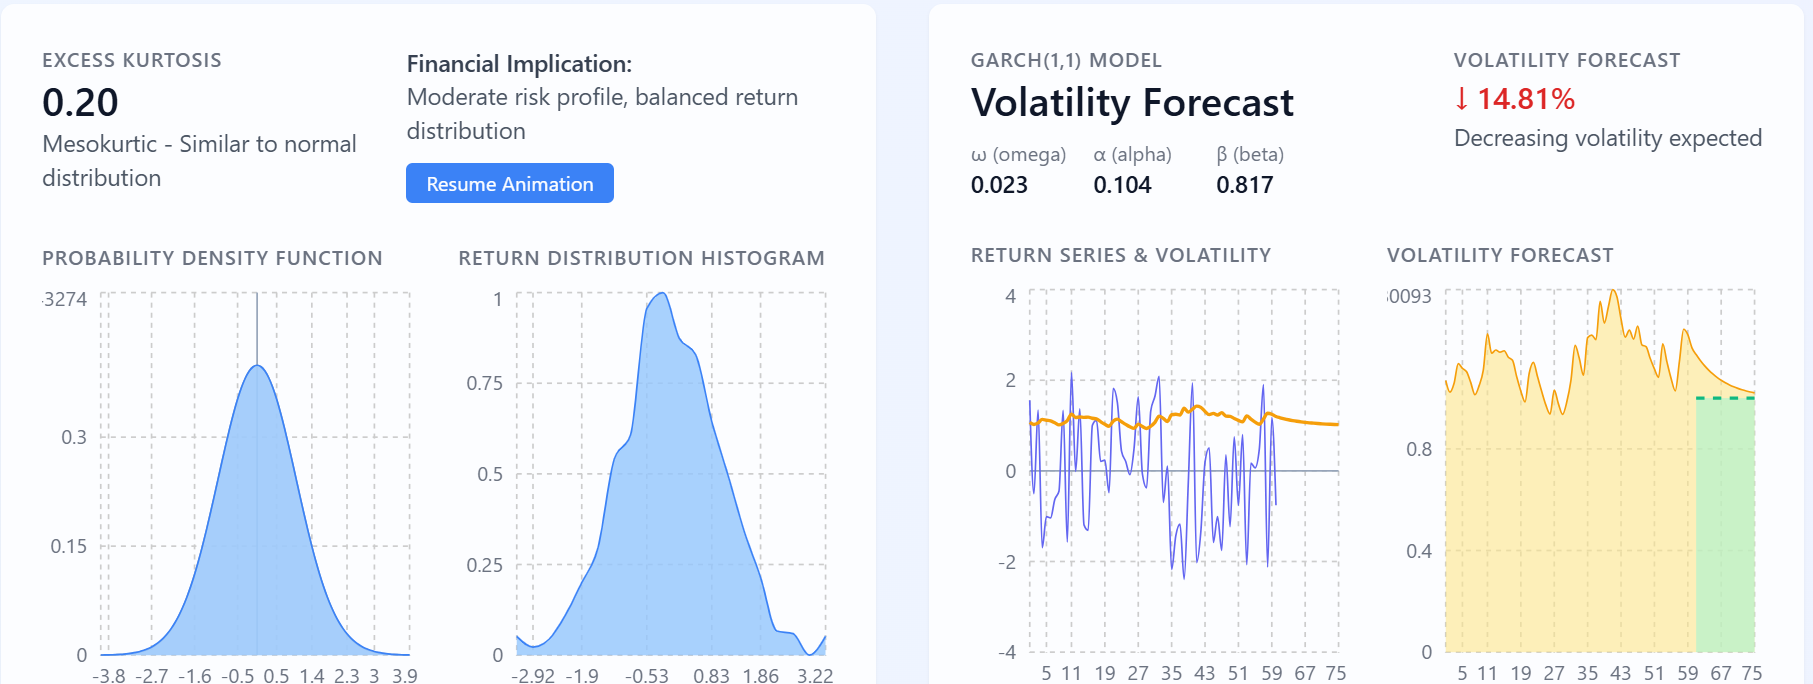 EXCESS KURTOSIS
0.20
Mesokurtic - Similar to normal
distribution
Financial Implication:
Moderate risk profile, balanced return
distribution
Resume Animation
PROBABILITY DENSITY FUNCTION
3274
0.3
0.15
0
-3.8 -2.7 -1.6 -0.5 0.5 1.4 2.3 3 3.9
RETURN DISTRIBUTION HISTOGRAM
1
0.75
0.5
0.25
0
-2.92 -1.9 -0.53 0.83 1.86 3.22
GARCH(1,1) MODEL
Volatility Forecast
ω (omega) α (alpha) β (beta)
0.023 0.104 0.817
VOLATILITY FORECAST
↓ 14.81%
Decreasing volatility expected
RETURN SERIES & VOLATILITY
4
2
0
-2
-4
5 11 19 27 35 43 51 59 67 75
VOLATILITY FORECAST
0093
0.8
0.4
0
5 11 19 27 35 43 51 59 67 75